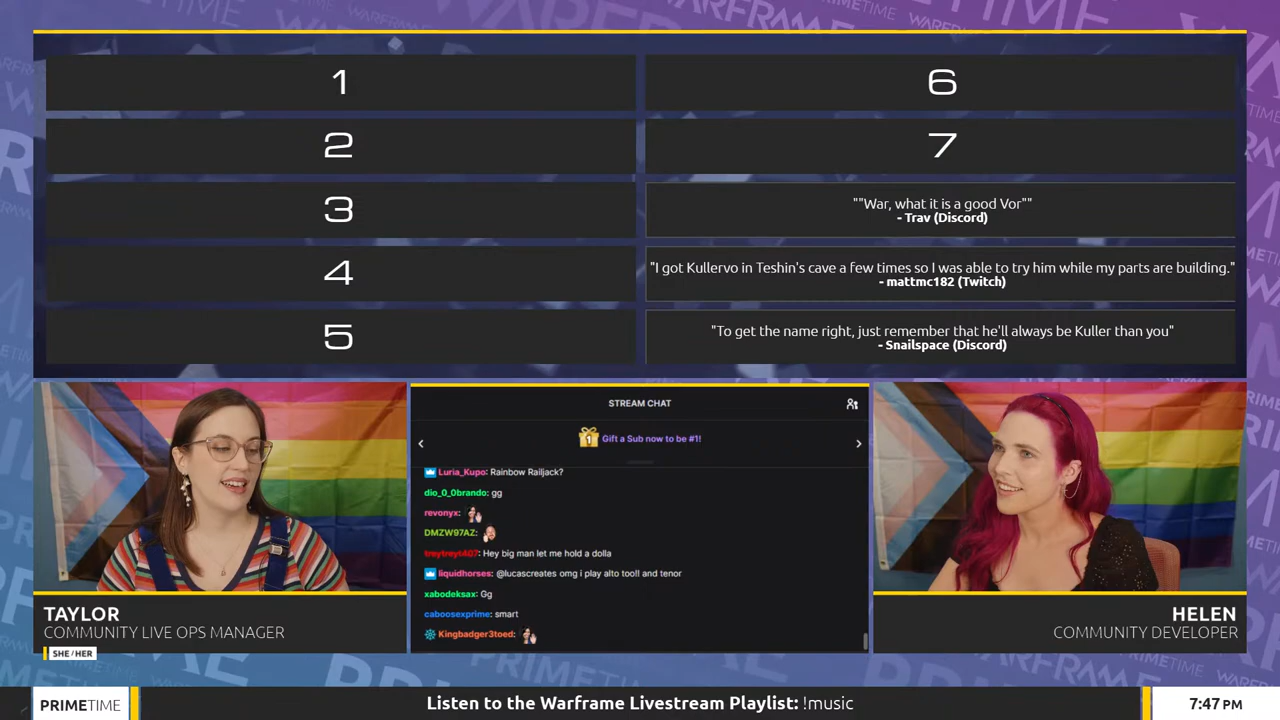 1
2
3
4
5
6
7
""War, what it is a good Vor""
- Trav (Discord)
"I got Kullervo in Teshin's cave a few times so I was able to try him while my parts are building."
- mattmc182 (Twitch)
"To get the name right, just remember that he'll always be Kuller than you"
- Snailspace (Discord)
STREAM CHAT
1 Gift a Sub now to be #1!
Luria_Kupo: Rainbow Railjack?
dio_0_0brando: gg
revonyx:
DMZW97AZ:
treytreyt407: Hey big man let me hold a dolla
liquidhorses: @lucascreates omg i play alto too!! and tenor
xabodeksax: Gg
caboosexprime: smart
Kingbadger3toed:
TAYLOR
COMMUNITY LIVE OPS MANAGER
SHE/HER
HELEN
COMMUNITY DEVELOPER
PRIMETIME
Listen to the Warframe Livestream Playlist: !music
7:47 PM